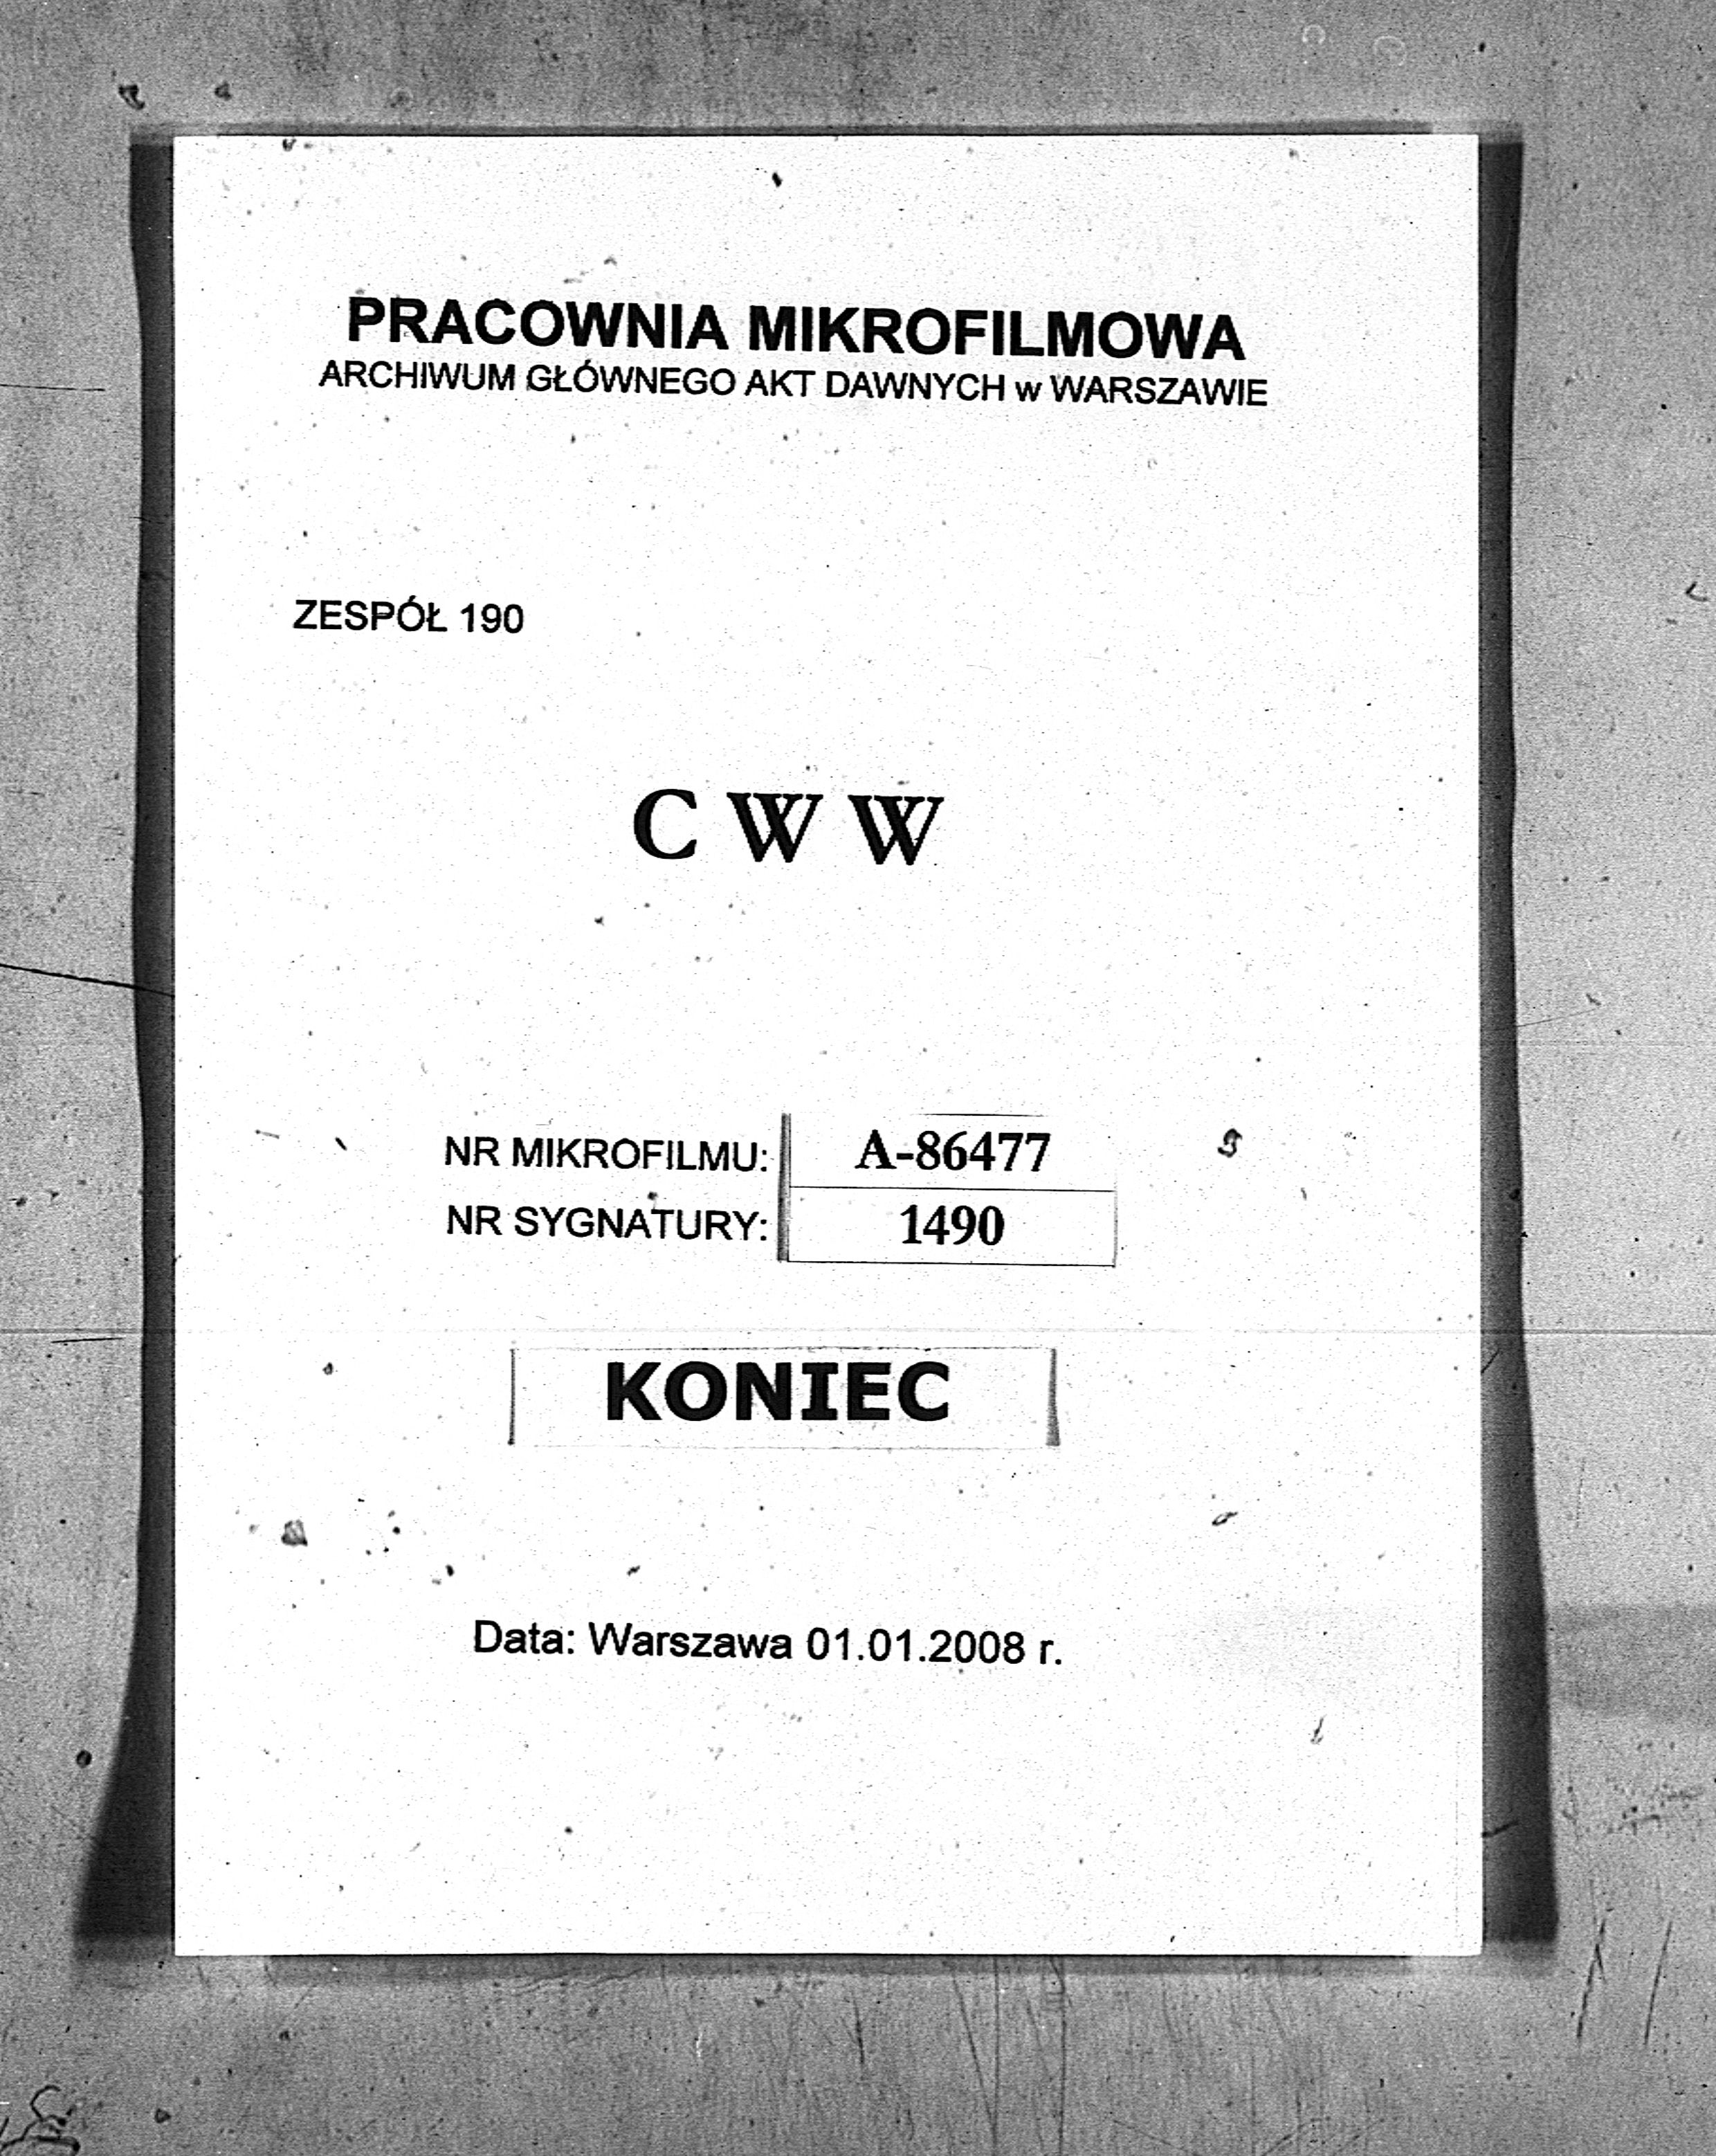 PRACOWNIA MIKROFILMOWA
ARCHIWUM GŁÓWNEGO AKT DAWNYCH w WARSZAWIE
ZESPÓŁ 190
C W W
NR MIKROFILMU: A-86477
NR SYGNATURY: 1490
KONIEC
Data: Warszawa 01.01.2008 r.